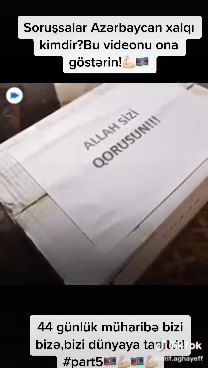 Soruşsalar Azərbaycan xalqı
kimdir?Bu videonu ona
göstərin!💪🏻🇦🇿
ALLAH SİZİ
QORUSUN!!!
44 günlük müharibə bizi
bizə,bizi dünyaya tanıtdı!
#part5🇦🇿💪🏻🇦🇿💪🏻